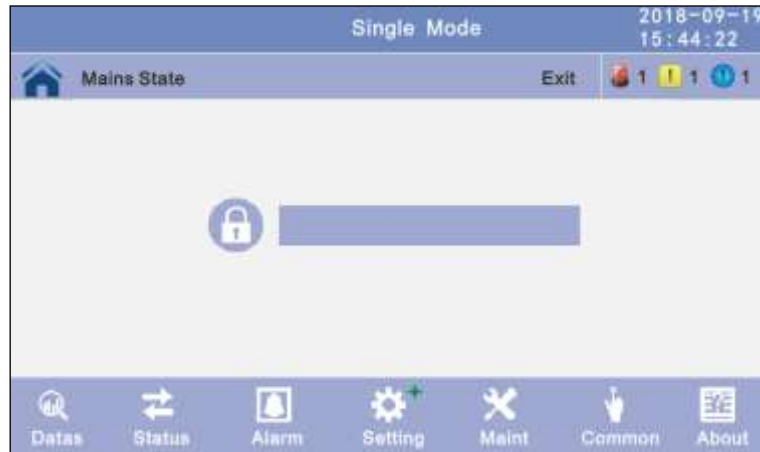 Single Mode
2018-09-19
15:44:22
Mains State Exit 1 ! 1 1
Datas Status Alarm Setting Maint Common About